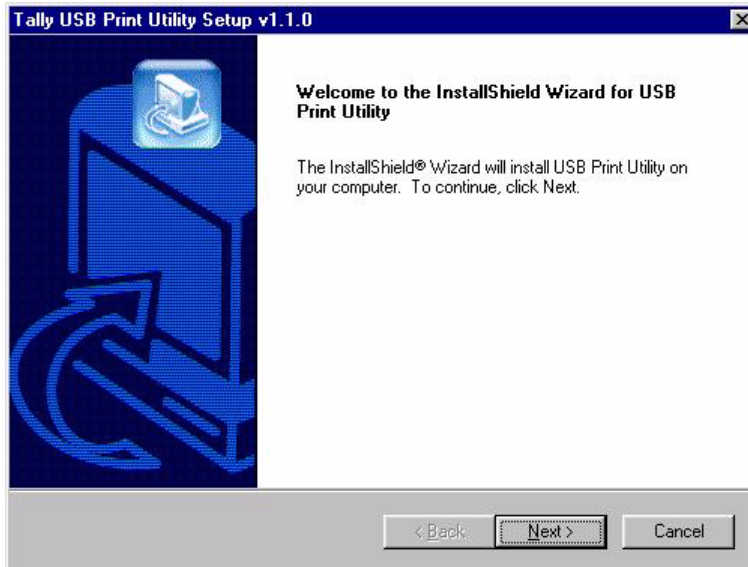 Tally USB Print Utility Setup v1.1.0
Welcome to the InstallShield Wizard for USB
Print Utility
The InstallShield® Wizard will install USB Print Utility on
your computer. To continue, click Next.
< Back
Next >
Cancel